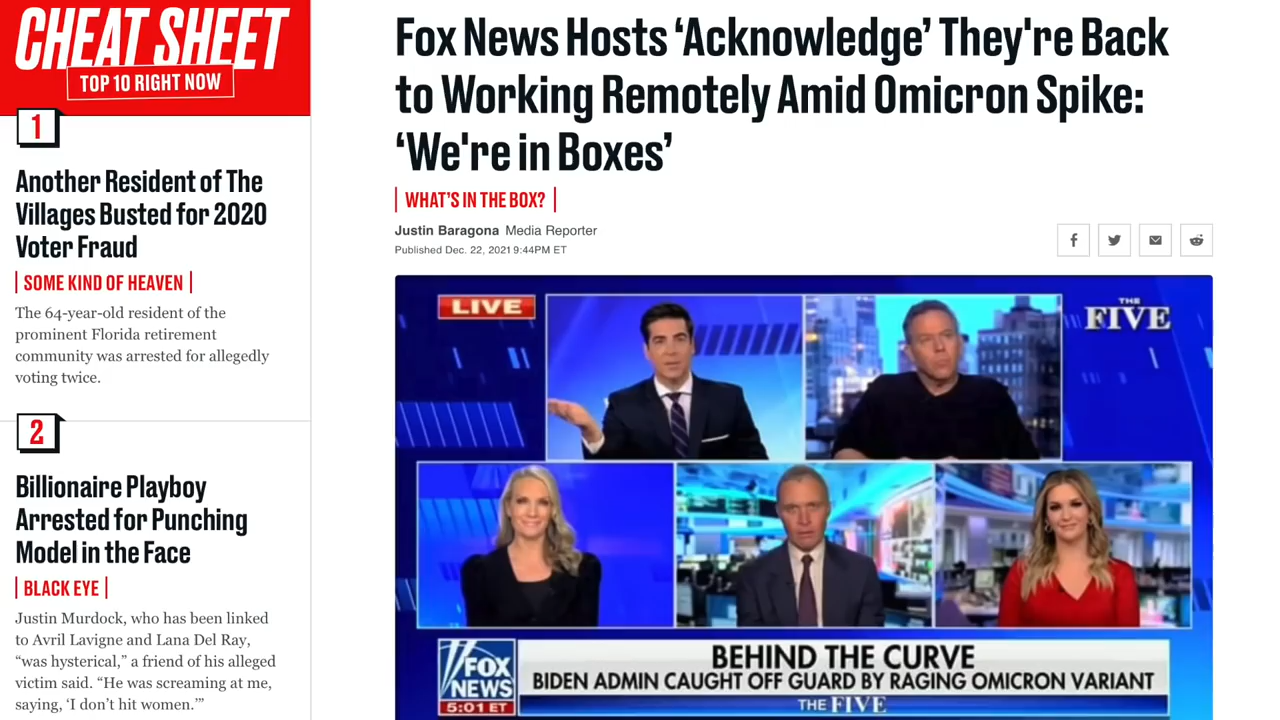 CHEAT SHEET
TOP 10 RIGHT NOW
1
Another Resident of The
Villages Busted for 2020
Voter Fraud
SOME KIND OF HEAVEN
The 64-year-old resident of the
prominent Florida retirement
community was arrested for allegedly
voting twice.
2
Billionaire Playboy
Arrested for Punching
Model in the Face
BLACK EYE
Justin Murdock, who has been linked
to Avril Lavigne and Lana Del Ray,
“was hysterical,” a friend of his alleged
victim said. “He was screaming at me,
saying, ‘I don’t hit women.’”
Fox News Hosts ‘Acknowledge’ They're Back
to Working Remotely Amid Omicron Spike:
‘We're in Boxes’
WHAT’S IN THE BOX?
Justin Baragona Media Reporter
Published Dec. 22, 2021 9:44PM ET
LIVE
THE
FIVE
FOX
NEWS
5:01 ET
BEHIND THE CURVE
BIDEN ADMIN CAUGHT OFF GUARD BY RAGING OMICRON VARIANT
THE FIVE